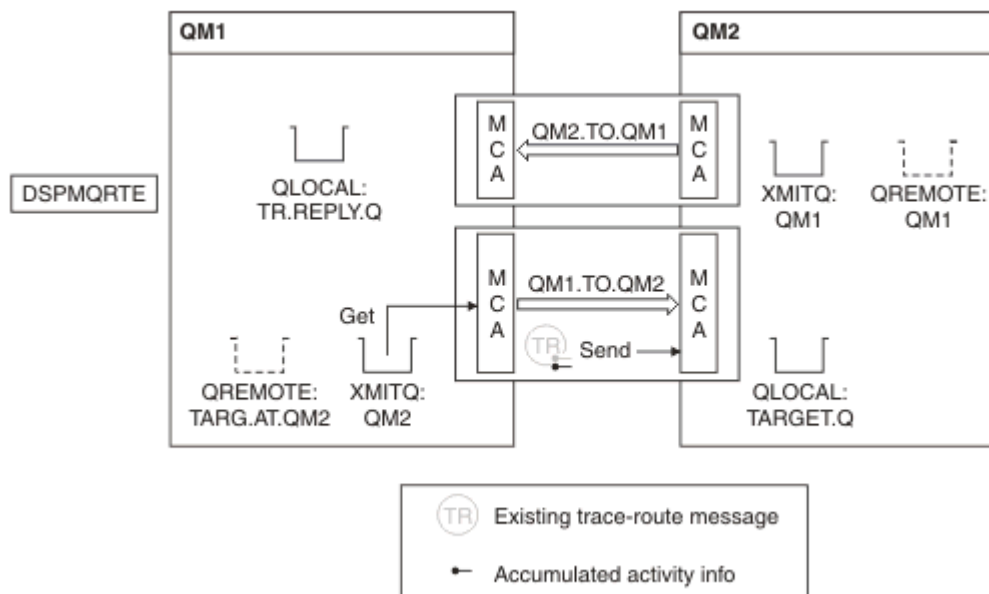 QM1
QM2
DSPMQRTE
QLOCAL:
TR.REPLY.Q
M
C
A
QM2.TO.QM1
M
C
A
XMITQ:
QM1
QREMOTE:
QM1
Get
M
C
A
QM1.TO.QM2
TR
Send
M
C
A
QREMOTE:
TARG.AT.QM2
XMITQ:
QM2
QLOCAL:
TARGET.Q
TR Existing trace-route message
Accumulated activity info